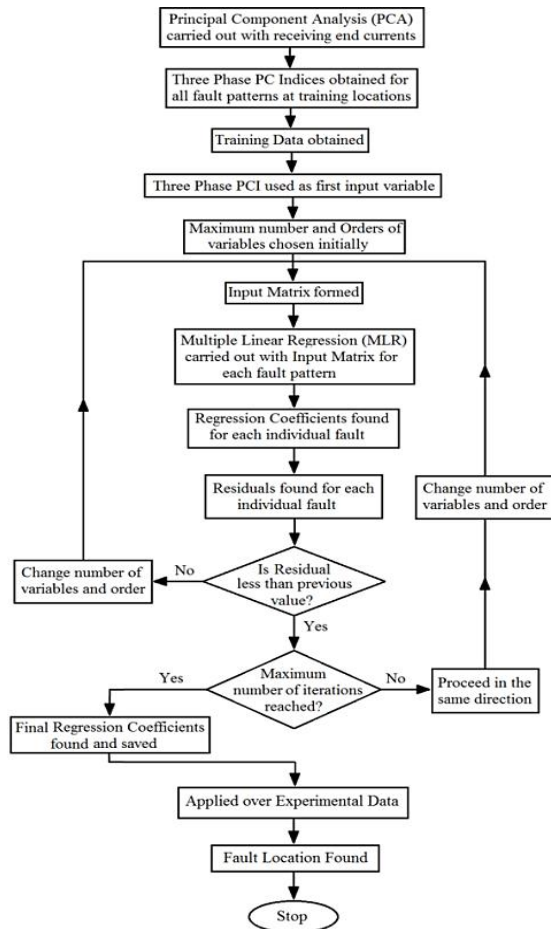 Principal Component Analysis (PCA)
carried out with receiving end currents
Three Phase PC Indices obtained for
all fault patterns at training locations
Training Data obtained
Three Phase PCI used as first input variable
Maximum number and Orders of
variables chosen initially
Input Matrix formed
Multiple Linear Regression (MLR)
carried out with Input Matrix for
each fault pattern
Regression Coefficients found
for each individual fault
Residuals found for each
individual fault
Change number of
variables and order
Is Residual
less than previous
value?
No
Change number of
variables and order
Yes
Maximum
number of iterations
reached?
Yes
No
Proceed in the
same direction
Final Regression Coefficients
found and saved
Applied over Experimental Data
Fault Location Found
Stop